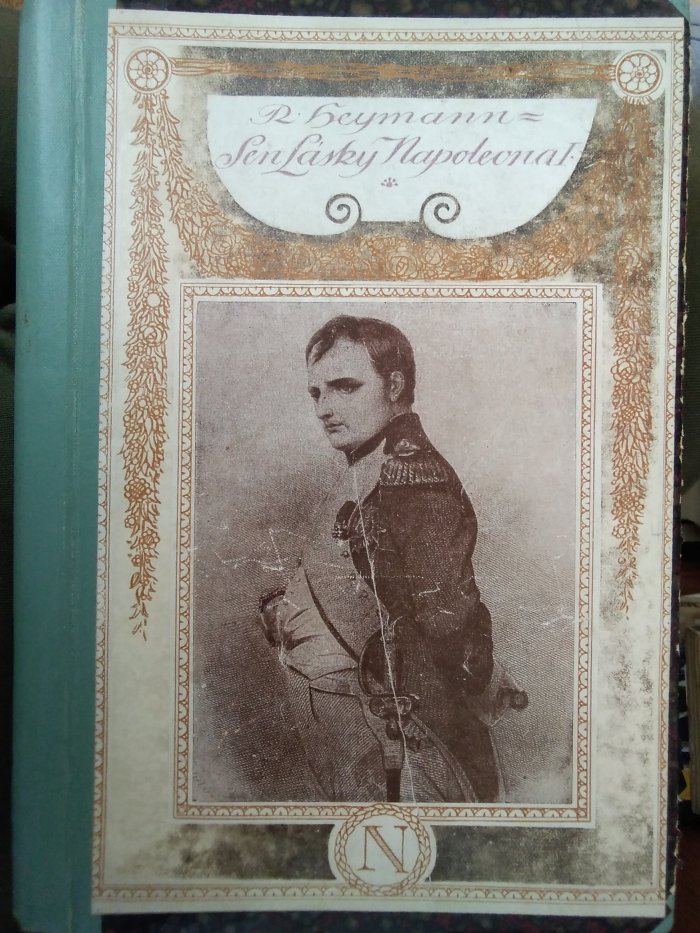 R. Heymann=
Sen Lásky Napoleona I.
N